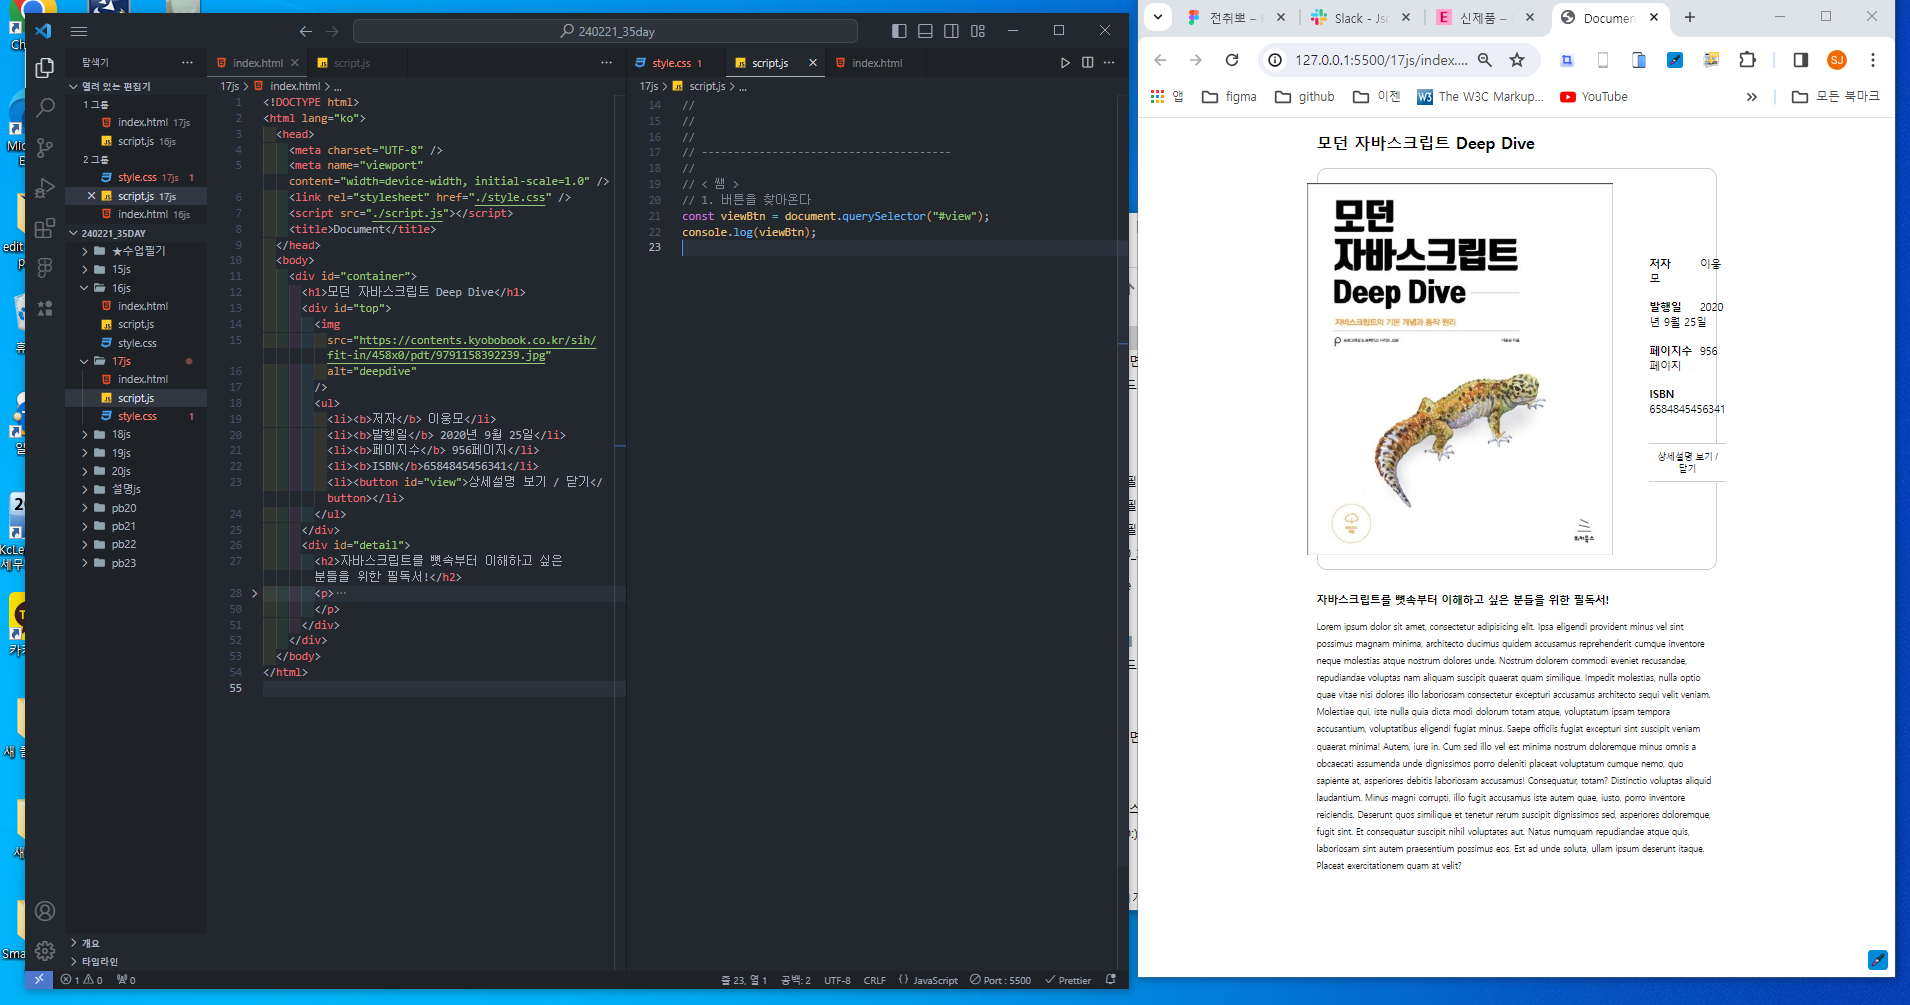 240221_35day
탐색기
열려 있는 편집기
1 그룹
index.html 17js
script.js 16js
2 그룹
style.css 17js 1
script.js 17js
index.html 16js
240221_35DAY
★수업필기
15js
16js
index.html
script.js
style.css
17js
index.html
script.js
style.css 1
18js
19js
20js
설명js
pb20
pb21
pb22
pb23
개요
타임라인
index.html
script.js
17js > index.html > ...
1 <!DOCTYPE html>
2 <html lang="ko">
3 <head>
4 <meta charset="UTF-8" />
5 <meta name="viewport"
content="width=device-width, initial-scale=1.0" />
6 <link rel="stylesheet" href="./style.css" />
7 <script src="./script.js"></script>
8 <title>Document</title>
9 </head>
10 <body>
11 <div id="container">
12 <h1>모던 자바스크립트 Deep Dive</h1>
13 <div id="top">
14 <img
15 src="https://contents.kyobobook.co.kr/sih/
fit-in/458x0/pdt/9791158392239.jpg"
16 alt="deepdive"
17 />
18 <ul>
19 <li><b>저자</b> 이웅모</li>
20 <li><b>발행일</b> 2020년 9월 25일</li>
21 <li><b>페이지수</b> 956페이지</li>
22 <li><b>ISBN</b>6584845456341</li>
23 <li><button id="view">상세설명 보기 / 닫기</
button></li>
24 </ul>
25 </div>
26 <div id="detail">
27 <h2>자바스크립트를 뼛속부터 이해하고 싶은
분들을 위한 필독서!</h2>
28 <p>…
50 </p>
51 </div>
52 </div>
53 </body>
54 </html>
55
style.css 1
script.js
index.html
17js > script.js > ...
14 //
15 //
16 //
17 // ---------------------------------------
18 //
19 // < 쌤 >
20 // 1. 버튼을 찾아온다
21 const viewBtn = document.querySelector("#view");
22 console.log(viewBtn);
23
1 0 0
줄 23, 열 1
공백: 2
UTF-8
CRLF
{ } JavaScript
Port : 5500
Prettier
전취뽀 –
Slack - Jsc
신제품 –
Documen
127.0.0.1:5500/17js/index....
SJ
앱
figma
github
이젠
The W3C Markup...
YouTube
모든 북마크
모던 자바스크립트 Deep Dive
모던
자바스크립트
Deep Dive
자바스크립트의 기본 개념과 동작 원리
이웅모 지음
위키북스
저자 이웅
모
발행일 2020
년 9월 25일
페이지수 956
페이지
ISBN
6584845456341
상세설명 보기 /
닫기
자바스크립트를 뼛속부터 이해하고 싶은 분들을 위한 필독서!
Lorem ipsum dolor sit amet, consectetur adipisicing elit. Ipsa eligendi provident minus vel sint
possimus magnam minima, architecto ducimus quidem accusamus reprehenderit cumque inventore
neque molestias atque nostrum dolores unde. Nostrum dolorem commodi eveniet recusandae,
repudiandae voluptas nam aliquam suscipit quaerat quam similique. Impedit molestias, nulla optio
quae vitae nisi dolores illo laboriosam consectetur excepturi accusamus architecto sequi velit veniam.
Molestiae qui, iste nulla quia dicta modi dolorum totam atque, voluptatum ipsam tempora
accusantium, voluptatibus eligendi fugiat minus. Saepe officiis fugiat excepturi sint suscipit veniam
quaerat minima! Autem, iure in. Cum sed illo vel est minima nostrum doloremque minus omnis a
obcaecati assumenda unde dignissimos porro deleniti placeat voluptatum cumque nemo, quo
sapiente at, asperiores debitis laboriosam accusamus! Consequatur, totam? Distinctio voluptas aliquid
laudantium. Minus magni corrupti, illo fugit accusamus iste autem quae, iusto, porro inventore
reiciendis. Deserunt quos similique et tenetur rerum suscipit dignissimos sed, asperiores doloremque,
fugit sint. Et consequatur suscipit nihil voluptates aut. Natus numquam repudiandae atque quis,
laboriosam sint autem praesentium possimus eos. Est ad unde soluta, ullam ipsum deserunt itaque.
Placeat exercitationem quam at velit?